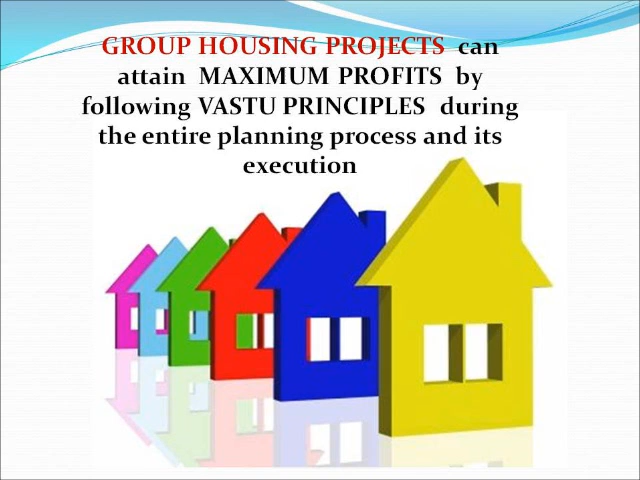 GROUP HOUSING PROJECTS can
attain MAXIMUM PROFITS by
following VASTU PRINCIPLES during
the entire planning process and its
execution